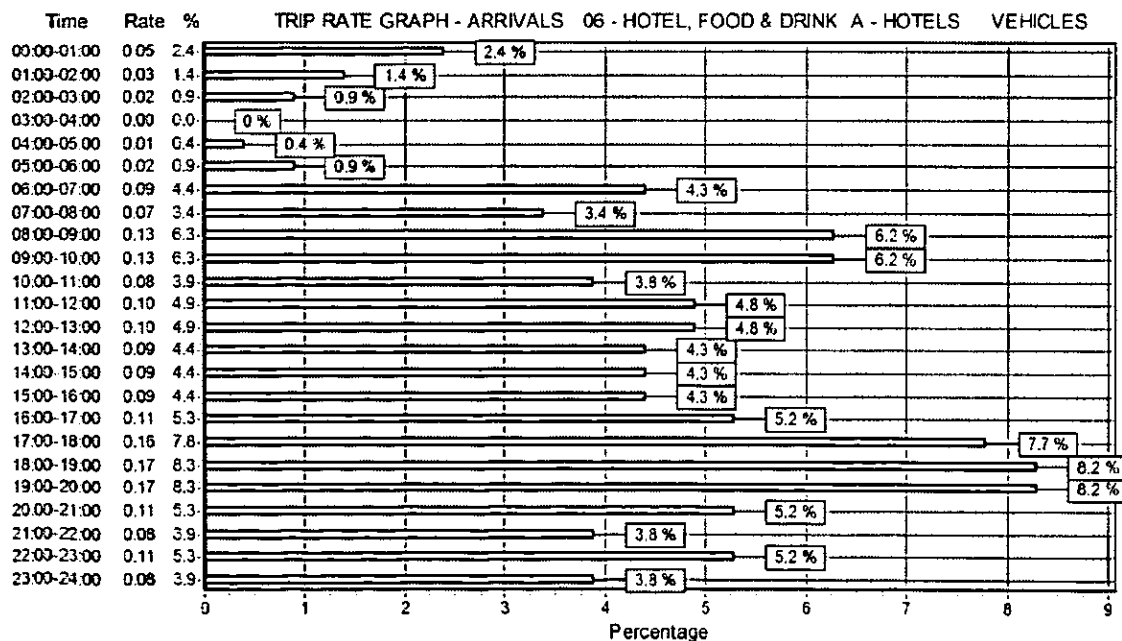 Time Rate % TRIP RATE GRAPH - ARRIVALS 06 - HOTEL, FOOD & DRINK A - HOTELS VEHICLES
00:00-01:00 0.05 2.4 2.4 %
01:00-02:00 0.03 1.4 1.4 %
02:00-03:00 0.02 0.9 0.9 %
03:00-04:00 0.00 0.0 0 %
04:00-05:00 0.01 0.4 0.4 %
05:00-06:00 0.02 0.9 0.9 %
06:00-07:00 0.09 4.4 4.3 %
07:00-08:00 0.07 3.4 3.4 %
08:00-09:00 0.13 6.3 6.2 %
09:00-10:00 0.13 6.3 6.2 %
10:00-11:00 0.08 3.9 3.8 %
11:00-12:00 0.10 4.9 4.8 %
12:00-13:00 0.10 4.9 4.8 %
13:00-14:00 0.09 4.4 4.3 %
14:00-15:00 0.09 4.4 4.3 %
15:00-16:00 0.09 4.4 4.3 %
16:00-17:00 0.11 5.3 5.2 %
17:00-18:00 0.16 7.8 7.7 %
18:00-19:00 0.17 8.3 8.2 %
19:00-20:00 0.17 8.3 8.2 %
20:00-21:00 0.11 5.3 5.2 %
21:00-22:00 0.08 3.9 3.8 %
22:00-23:00 0.11 5.3 5.2 %
23:00-24:00 0.08 3.9 3.8 %
0 1 2 3 4 5 6 7 8 9
Percentage